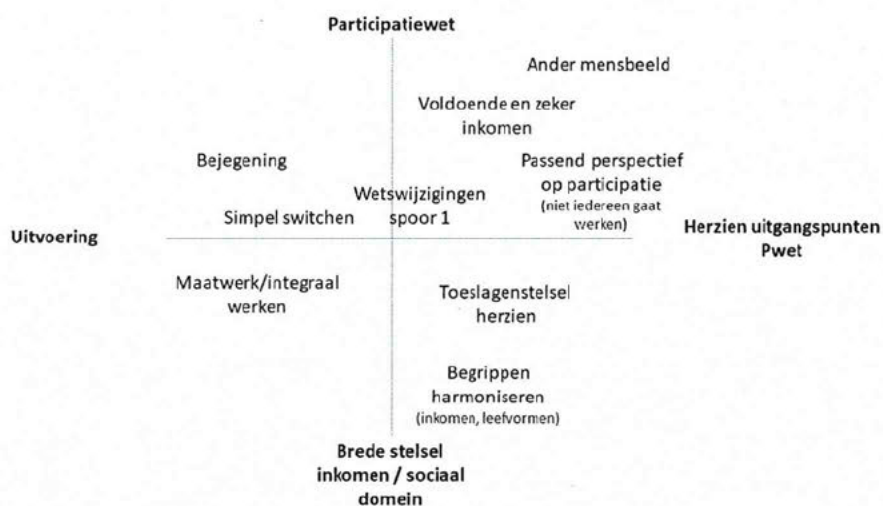 Participatiewet
Ander mensbeeld
Voldoende en zeker
inkomen
Bejegening
Passend perspectief
op participatie
(niet iedereen gaat
werken)
Wetswijzigingen
spoor 1
Simpel switchen
Uitvoering
Herzien uitgangspunten
Pwet
Maatwerk/integraal
werken
Toeslagenstelsel
herzien
Begrippen
harmoniseren
(inkomen, leefvormen)
Brede stelsel
inkomen / sociaal
domein